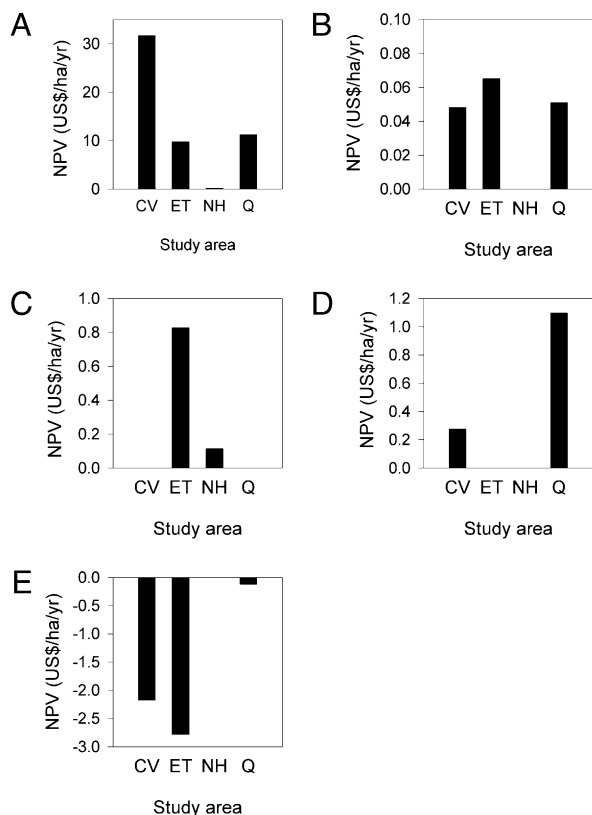 A
NPV (US$/ha/yr)
30
20
10
0
CV ET NH Q
Study area
B
NPV (US$/ha/yr)
0.10
0.08
0.06
0.04
0.02
0.00
CV ET NH Q
Study area
C
NPV (US$/ha/yr)
1.0
0.8
0.6
0.4
0.2
0.0
CV ET NH Q
Study area
D
NPV (US$/ha/yr)
1.2
1.0
0.8
0.6
0.4
0.2
0.0
CV ET NH Q
Study area
E
NPV (US$/ha/yr)
0.0
-0.5
-1.0
-1.5
-2.0
-2.5
-3.0
CV ET NH Q
Study area